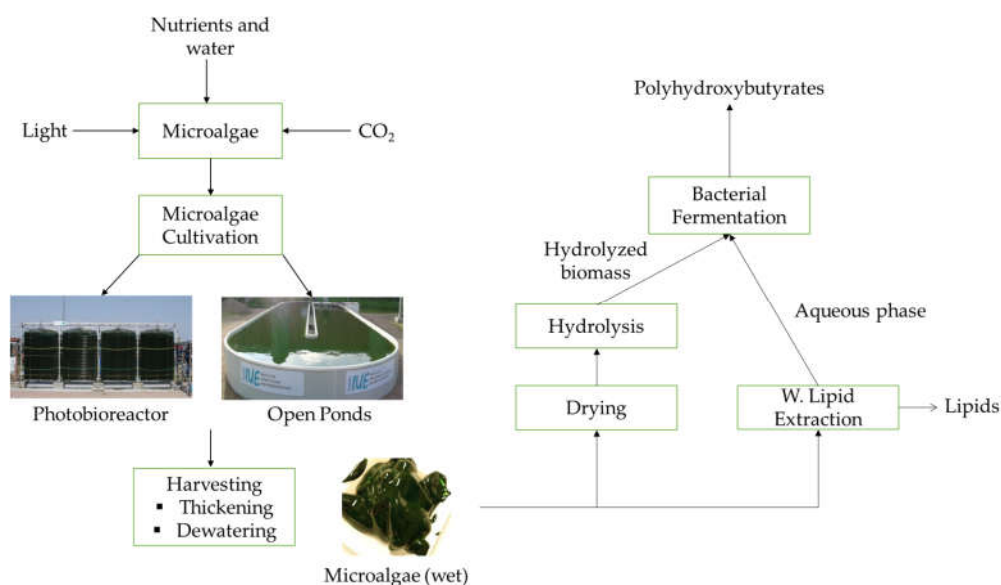 Nutrients and
water
Light
Microalgae
CO₂
Microalgae
Cultivation
Photobioreactor
Open Ponds
Harvesting
▪ Thickening
▪ Dewatering
Microalgae (wet)
Polyhydroxybutyrates
Bacterial
Fermentation
Hydrolyzed
biomass
Hydrolysis
Aqueous phase
Drying
W. Lipid
Extraction
Lipids